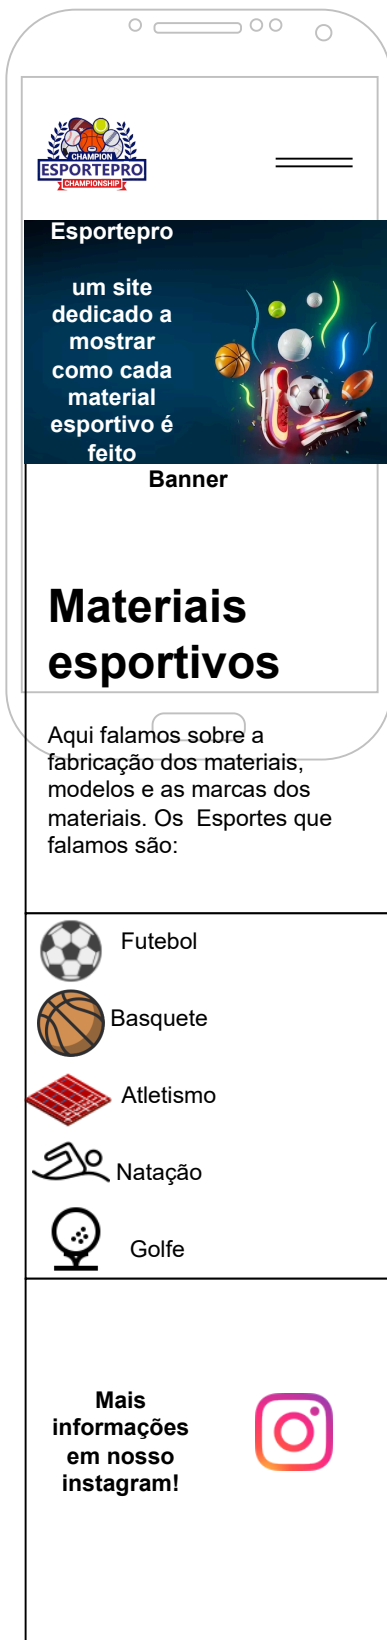 CHAMPION
ESPORTEPRO
CHAMPIONSHIP
Esportepro
um site
dedicado a
mostrar
como cada
material
esportivo é
feito
Banner
Materiais
esportivos
Aqui falamos sobre a
fabricação dos materiais,
modelos e as marcas dos
materiais. Os  Esportes que
falamos são:
Futebol
Basquete
Atletismo
Natação
Golfe
Mais
informações
em nosso
instagram!